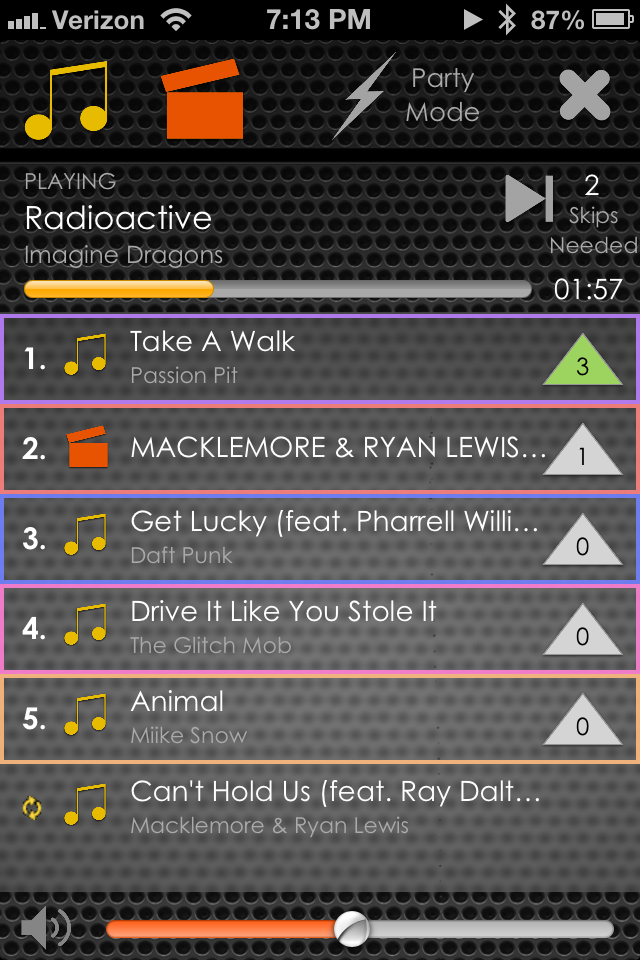 Verizon 7:13 PM 87%
Party
Mode
PLAYING
Radioactive
Imagine Dragons
2
Skips
Needed
01:57
1. Take A Walk
Passion Pit
3
2. MACKLEMORE & RYAN LEWIS...
1
3. Get Lucky (feat. Pharrell Willi...
Daft Punk
0
4. Drive It Like You Stole It
The Glitch Mob
0
5. Animal
Miike Snow
0
Can't Hold Us (feat. Ray Dalt...
Macklemore & Ryan Lewis